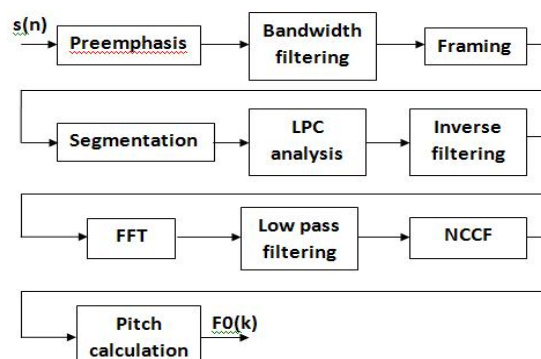 s(n)
Preemphasis
Bandwidth
filtering
Framing
Segmentation
LPC
analysis
Inverse
filtering
FFT
Low pass
filtering
NCCF
Pitch
calculation
F0(k)